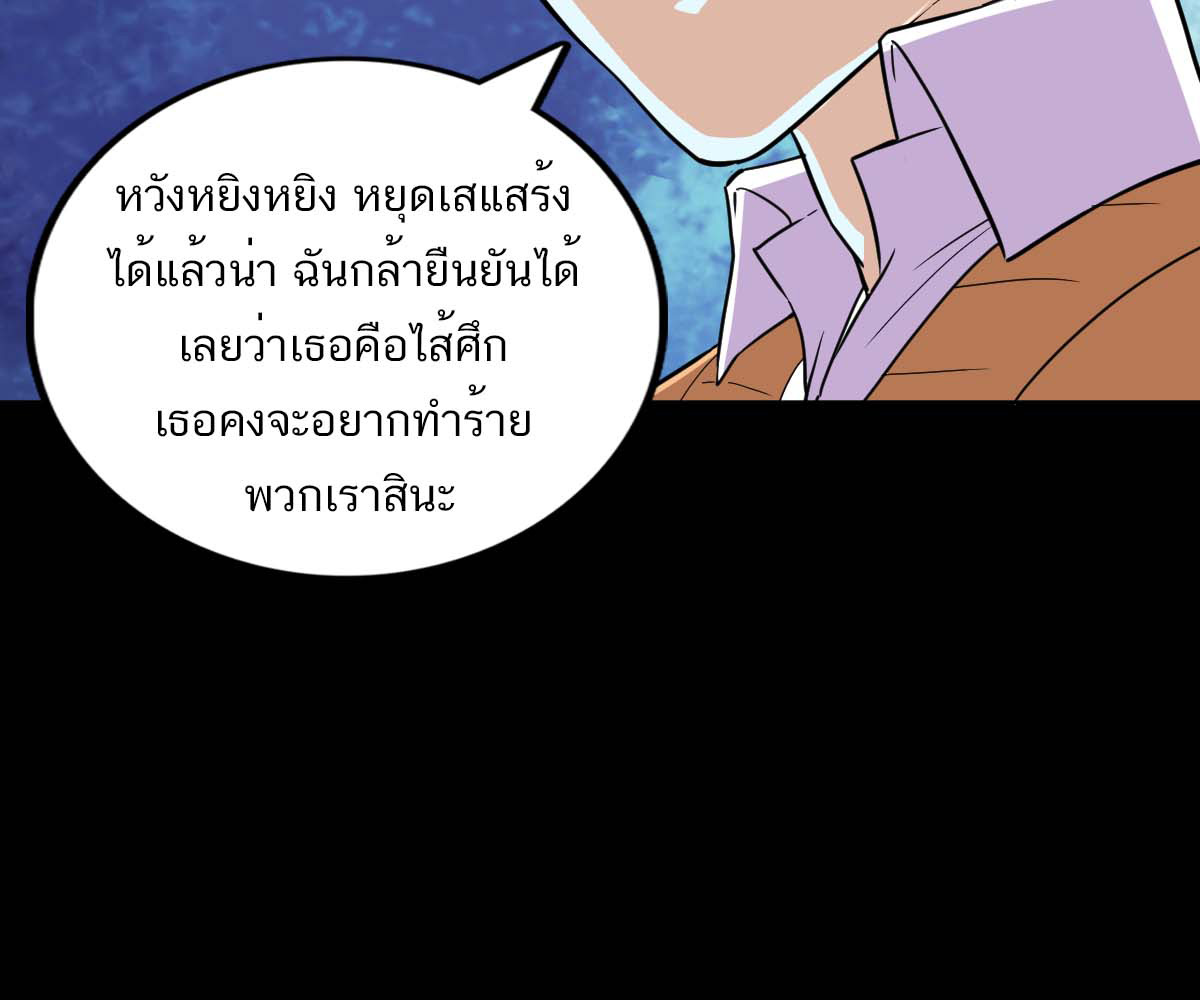 หวังหยิงหยิง หยุดเสแสร้ง
ได้แล้วน่า ฉันกล้ายืนยันได้
เลยว่าเธอคือไส้ศึก
เธอคงจะอยากทำร้าย
พวกเราสินะ